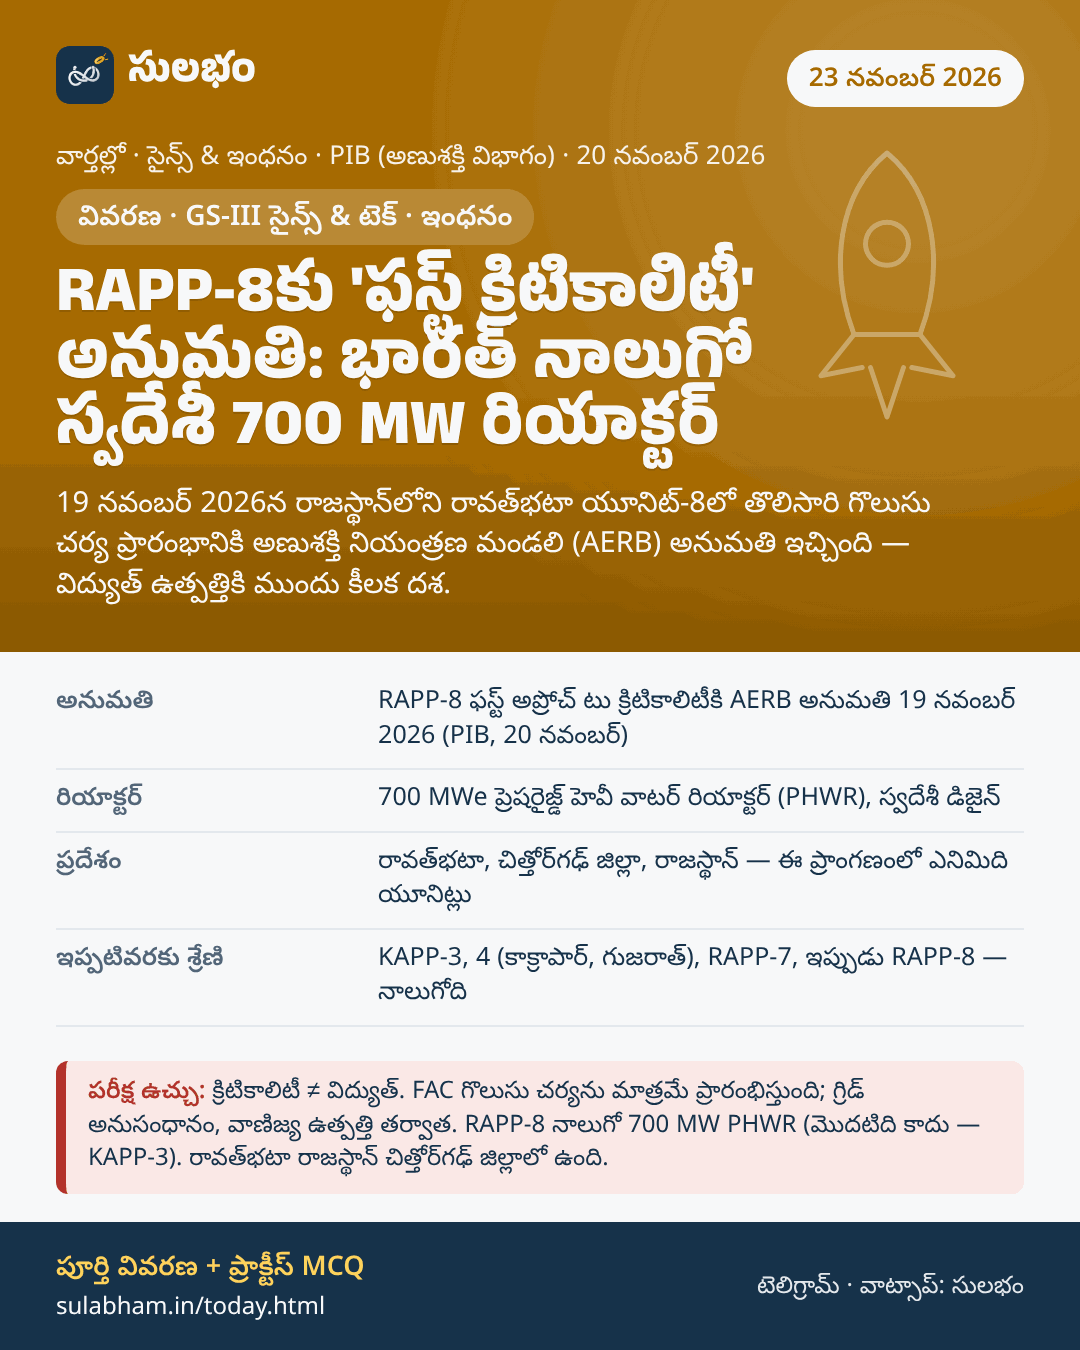 సులభం
23 నవంబర్ 2026
వార్తల్లో · సైన్స్ & ఇంధనం · PIB (అణుశక్తి విభాగం) · 20 నవంబర్ 2026
వివరణ · GS-III సైన్స్ & టెక్ · ఇంధనం
RAPP-8కు 'ఫస్ట్ క్రిటికాలిటీ'
అనుమతి: భారత్ నాలుగో
స్వదేశీ 700 MW రియాక్టర్
19 నవంబర్ 2026న రాజస్థాన్‌లోని రావత్‌భటా యూనిట్-8లో తొలిసారి గొలుసు
చర్య ప్రారంభానికి అణుశక్తి నియంత్రణ మండలి (AERB) అనుమతి ఇచ్చింది —
విద్యుత్ ఉత్పత్తికి ముందు కీలక దశ.
అనుమతి
RAPP-8 ఫస్ట్ అప్రోచ్ టు క్రిటికాలిటీకి AERB అనుమతి 19 నవంబర్
2026 (PIB, 20 నవంబర్)
రియాక్టర్
700 MWe ప్రెషరైజ్డ్ హెవీ వాటర్ రియాక్టర్ (PHWR), స్వదేశీ డిజైన్
ప్రదేశం
రావత్‌భటా, చిత్తోర్‌గఢ్ జిల్లా, రాజస్థాన్ — ఈ ప్రాంగణంలో ఎనిమిది
యూనిట్లు
ఇప్పటివరకు శ్రేణి
KAPP-3, 4 (కాక్రాపార్, గుజరాత్), RAPP-7, ఇప్పుడు RAPP-8 —
నాలుగోది
పరీక్ష ఉచ్చు: క్రిటికాలిటీ ≠ విద్యుత్. FAC గొలుసు చర్యను మాత్రమే ప్రారంభిస్తుంది; గ్రిడ్
అనుసంధానం, వాణిజ్య ఉత్పత్తి తర్వాత. RAPP-8 నాలుగో 700 MW PHWR (మొదటిది కాదు —
KAPP-3). రావత్‌భటా రాజస్థాన్ చిత్తోర్‌గఢ్ జిల్లాలో ఉంది.
పూర్తి వివరణ + ప్రాక్టీస్ MCQ
sulabham.in/today.html
టెలిగ్రామ్ · వాట్సాప్: సులభం